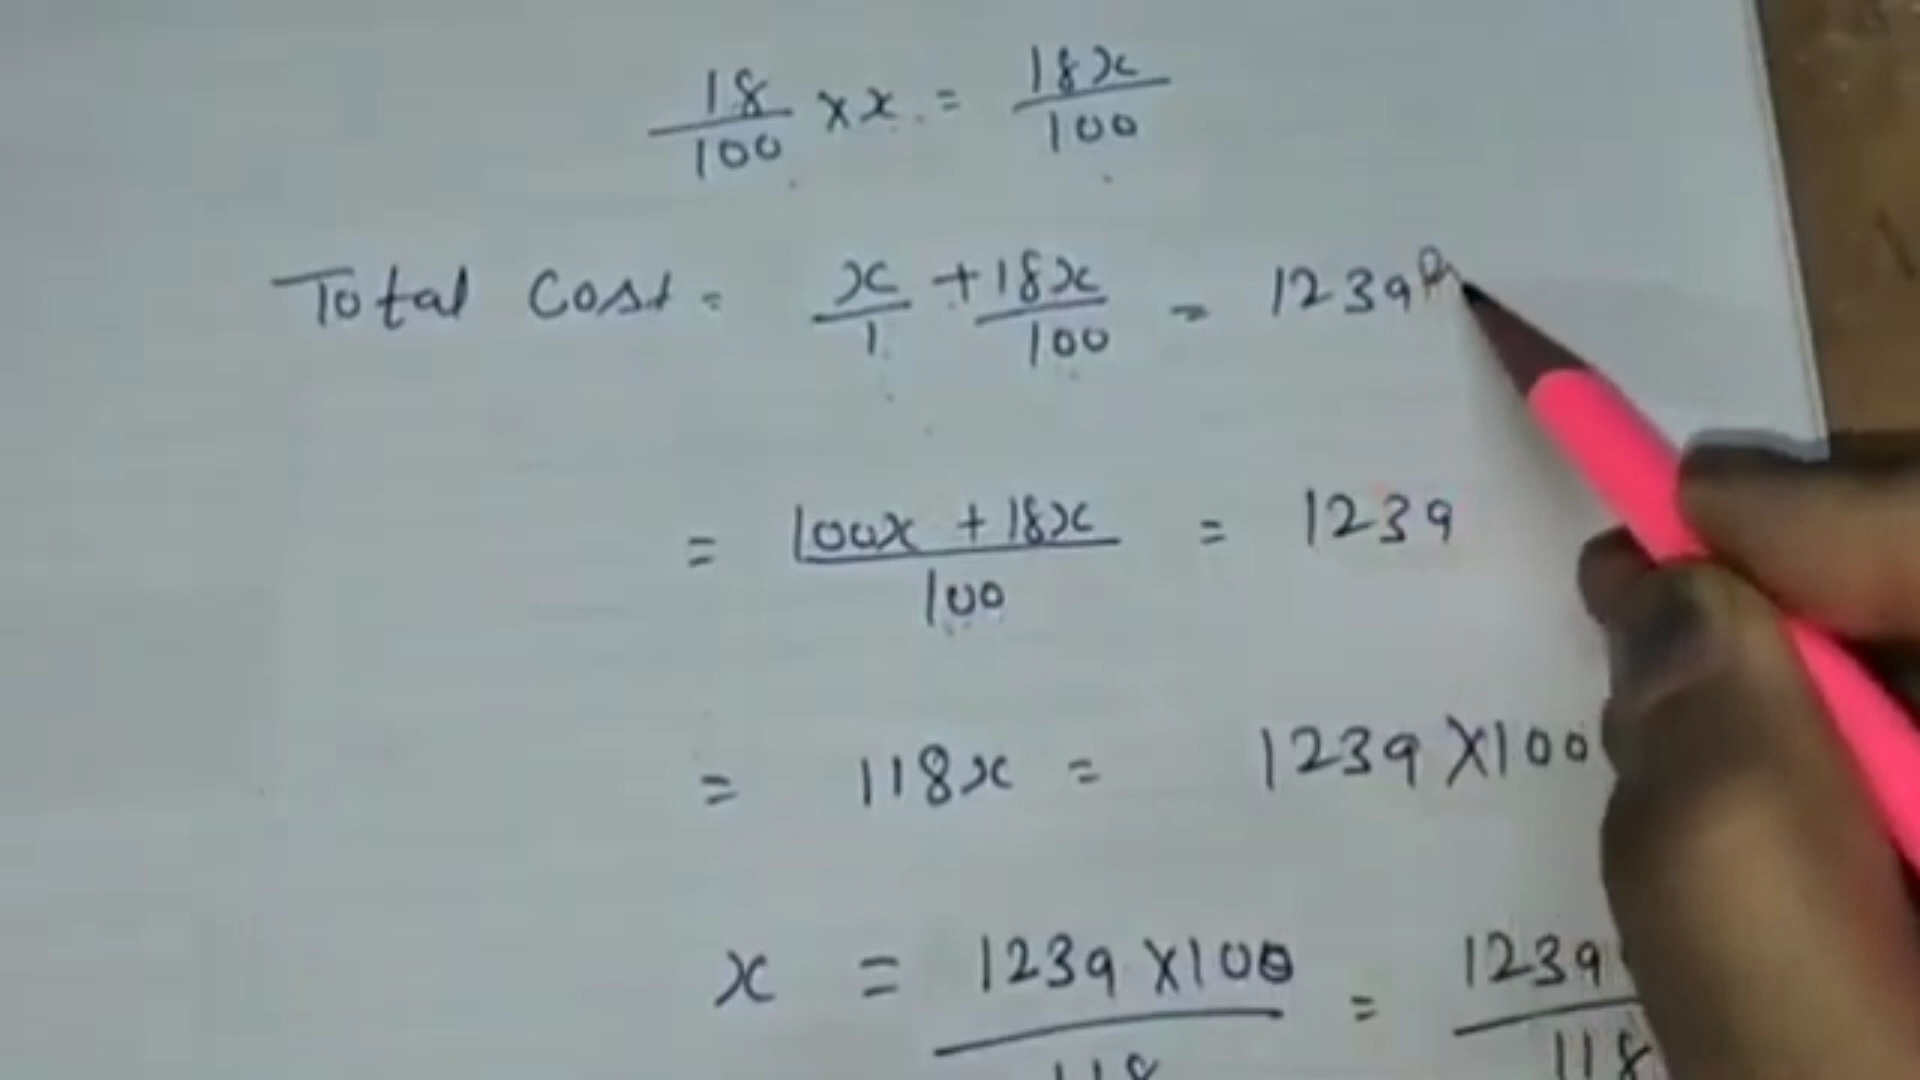 18/100 × x = 18x/100
Total Cost = x/1 + 18x/100 = 1239
= 100x + 18x/100 = 1239
= 118x = 1239 × 100
x = 1239 × 100/118 = 1239/118